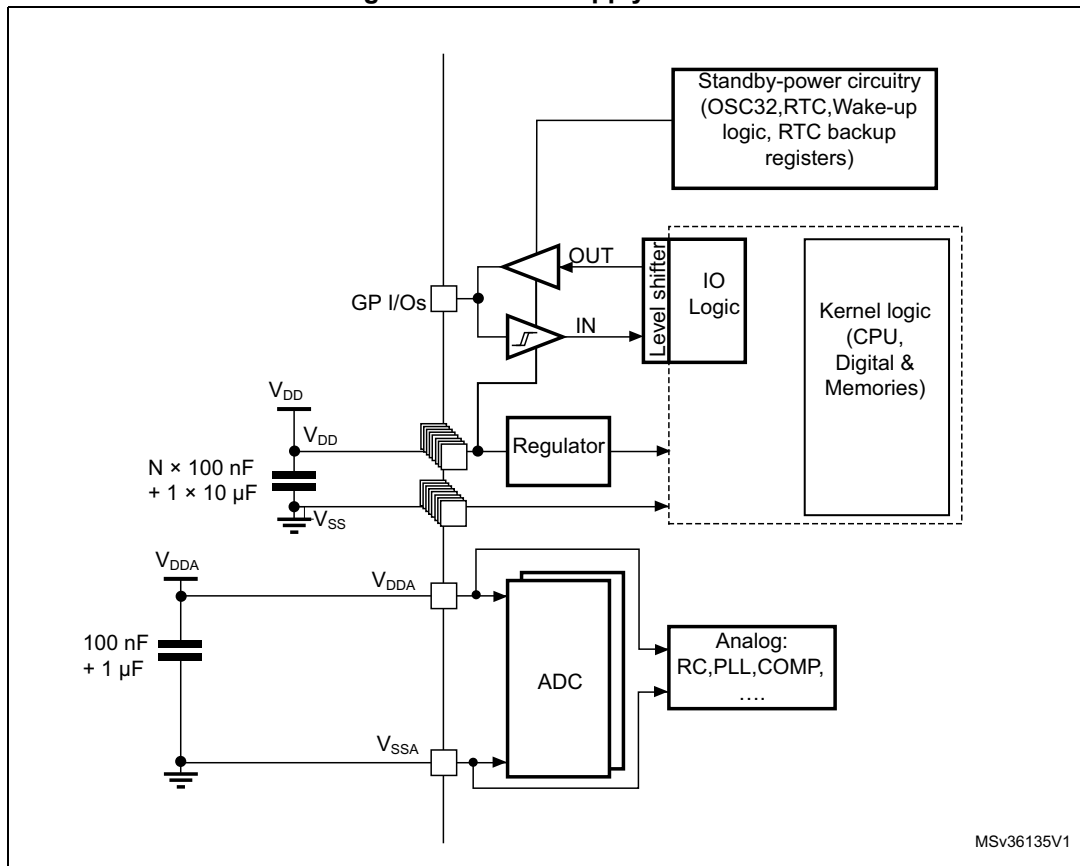 Standby-power circuitry
(OSC32,RTC,Wake-up
logic, RTC backup
registers)
OUT
Level shifter
IO
Logic
GP I/Os
IN
Kernel logic
(CPU,
Digital &
Memories)
VDD
VDD
Regulator
N × 100 nF
+ 1 × 10 µF
VSS
VDDA
VDDA
100 nF
+ 1 µF
ADC
Analog:
RC,PLL,COMP,
....
VSSA
MSv36135V1